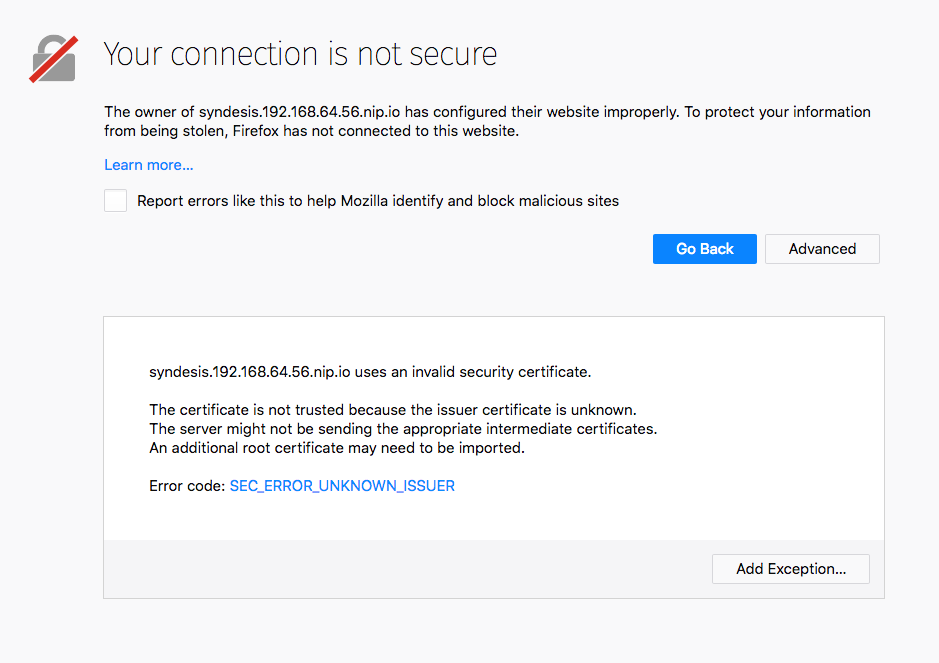 Your connection is not secure
The owner of syndesis.192.168.64.56.nip.io has configured their website improperly. To protect your information
from being stolen, Firefox has not connected to this website.
Learn more...
Report errors like this to help Mozilla identify and block malicious sites
Go Back
Advanced
syndesis.192.168.64.56.nip.io uses an invalid security certificate.
The certificate is not trusted because the issuer certificate is unknown.
The server might not be sending the appropriate intermediate certificates.
An additional root certificate may need to be imported.
Error code: SEC_ERROR_UNKNOWN_ISSUER
Add Exception...